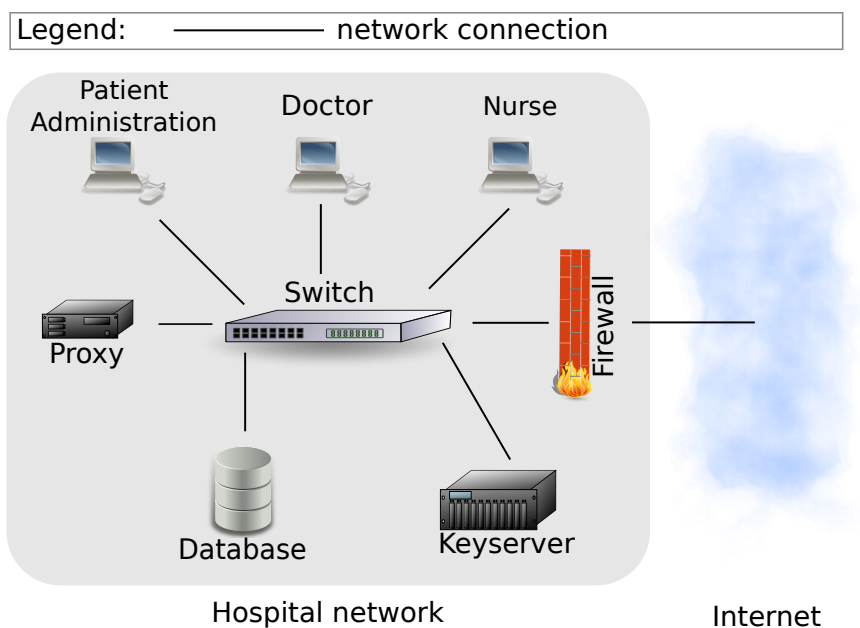 Legend: network connection
Patient
Administration
Doctor
Nurse
Switch
Proxy
Firewall
Database
Keyserver
Hospital network
Internet